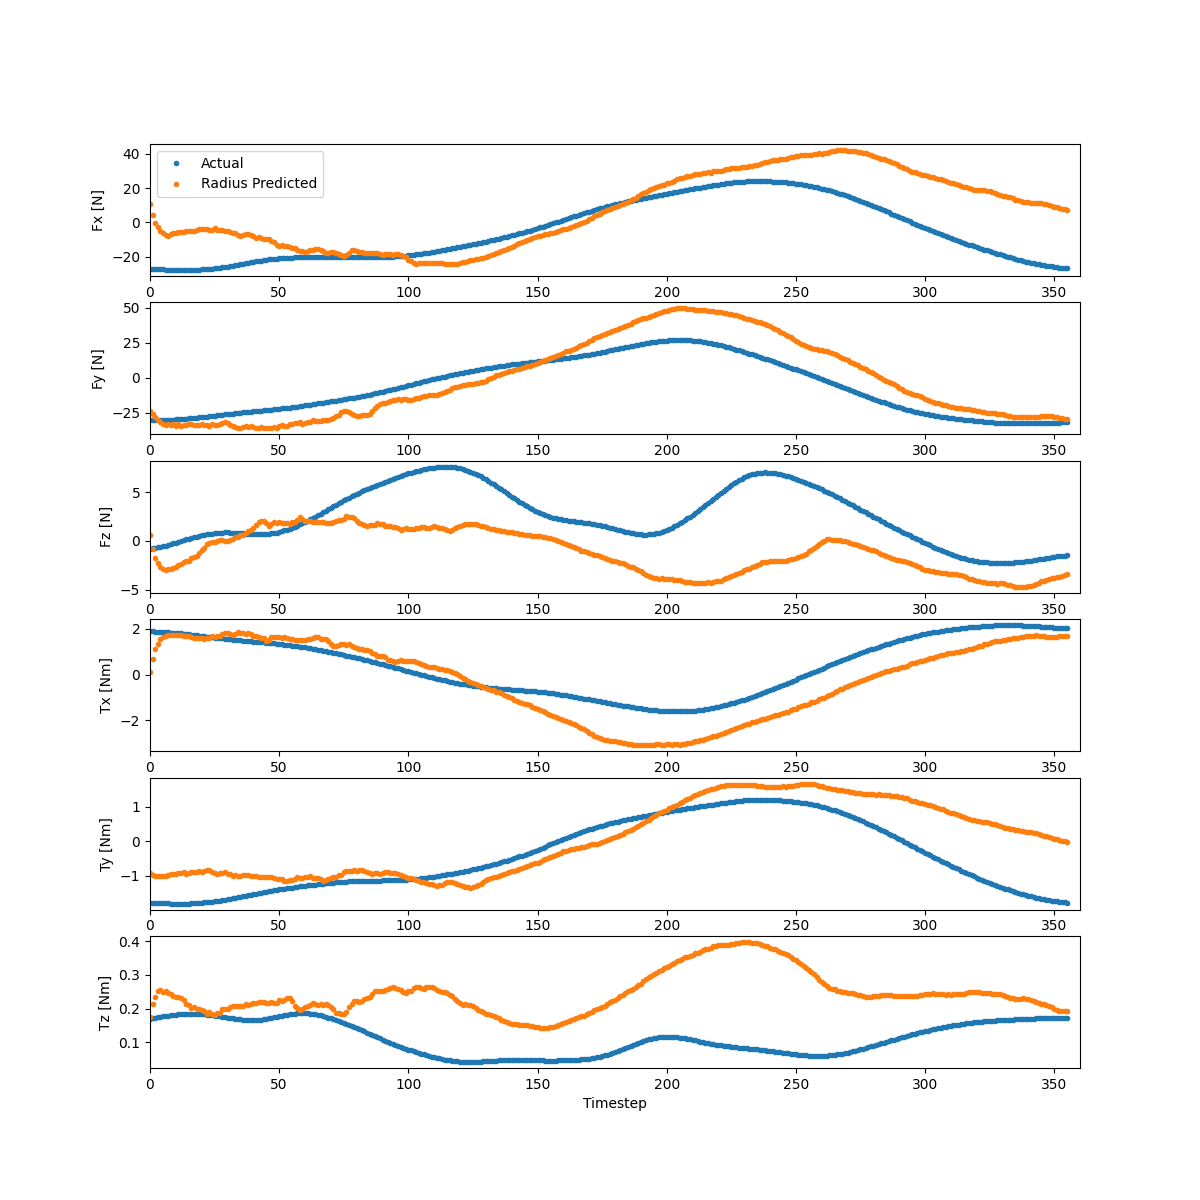 40
20
0
−20
Fx [N]
Actual
Radius Predicted
0 50 100 150 200 250 300 350
50
25
0
−25
Fy [N]
0 50 100 150 200 250 300 350
5
0
−5
Fz [N]
0 50 100 150 200 250 300 350
2
0
−2
Tx [Nm]
0 50 100 150 200 250 300 350
1
0
−1
Ty [Nm]
0 50 100 150 200 250 300 350
0.4
0.3
0.2
0.1
Tz [Nm]
0 50 100 150 200 250 300 350
Timestep